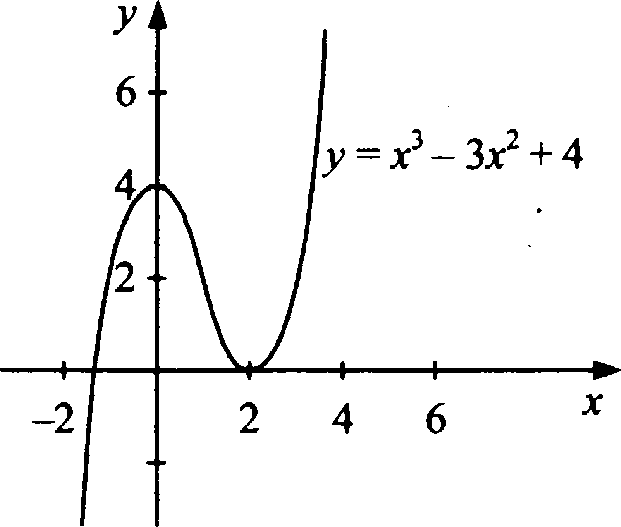 y
6
y = x³ – 3x² + 4
4
2
–2 2 4 6 x